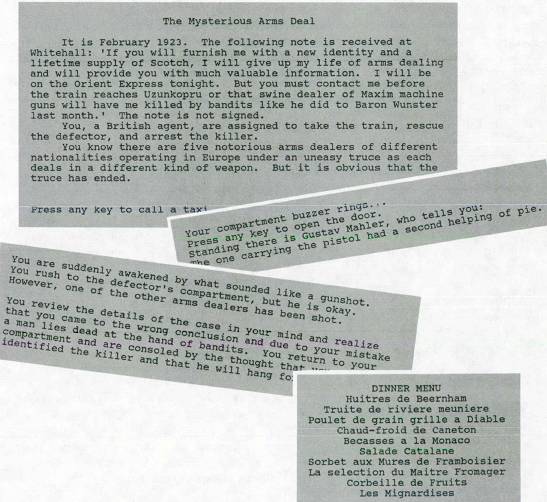 The Mysterious Arms Deal
It is February 1923. The following note is received at
Whitehall: 'If you will furnish me with a new identity and a
lifetime supply of Scotch, I will give up my life of arms dealing
and will provide you with much valuable information. I will be
on the Orient Express tonight. But you must contact me before
the train reaches Uzunkopru or that swine dealer of Maxim machine
guns will have me killed by bandits like he did to Baron Wunster
last month.' The note is not signed.
You, a British agent, are assigned to take the train, rescue
the defector, and arrest the killer.
You know there are five notorious arms dealers of different
nationalities operating in Europe under an uneasy truce as each
deals in a different kind of weapon. But it is obvious that the
truce has ended.
Press any key to call a taxi
Your compartment buzzer rings...
Press any key to open the door.
Standing there is Gustav Mahler, who tells you:
The one carrying the pistol had a second helping of pie.
You are suddenly awakened by what sounded like a gunshot.
You rush to the defector's compartment, but he is okay.
However, one of the other arms dealers has been shot.
You review the details of the case in your mind and realize
that you came to the wrong conclusion and due to your mistake
a man lies dead at the hand of bandits. You return to your
compartment and are consoled by the thought that
identified the killer and that he will hang
DINNER MENU
Huitres de Beernham
Truite de riviere meuniere
Poulet de grain grille a Diable
Chaud-froid de Caneton
Becasses a la Monaco
Salade Catalane
Sorbet aux Mures de Framboisier
La selection du Maitre Fromager
Corbeille de Fruits
Les Mignardises